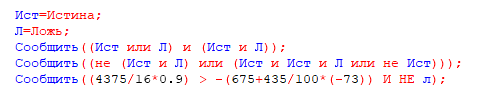 Ист=Истина;
Л=Ложь;
Сообщить((Ист или Л) и (Ист и Л));
Сообщить((не (Ист и Л) или (Ист и Ист и Л или не Ист)));
Сообщить((4375/16*0.9) > -(675+435/100*(-73)) И НЕ л);